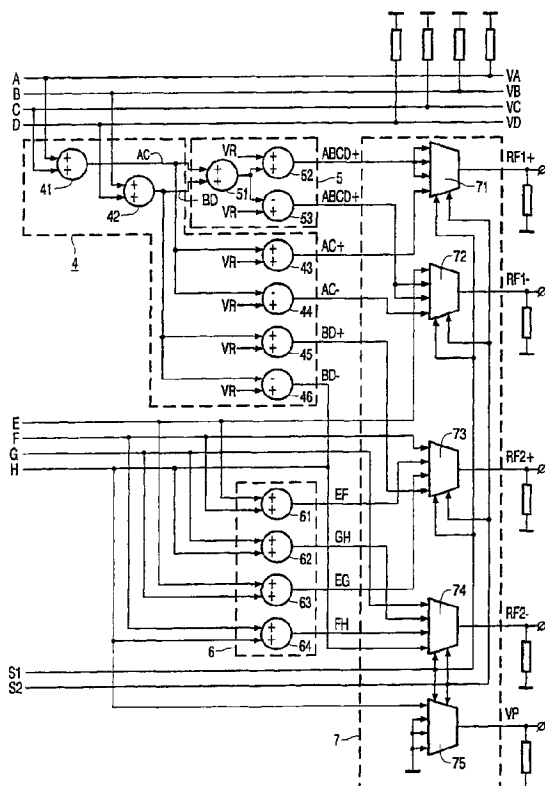 A VA
B VB
C VC
D VD
AC
VR ABCD+ RF1+
41 52 5 71
BD 51
42 VR ABCD+
53
4 AC+ 72
VR 43 RF1-
AC-
VR 44
BD+
VR 45
BD-
VR 46
E
F 73
G RF2+
H
EF
61
GH 74
62
EG RF2-
63
FH
6 64
S1
S2
VP
7 75